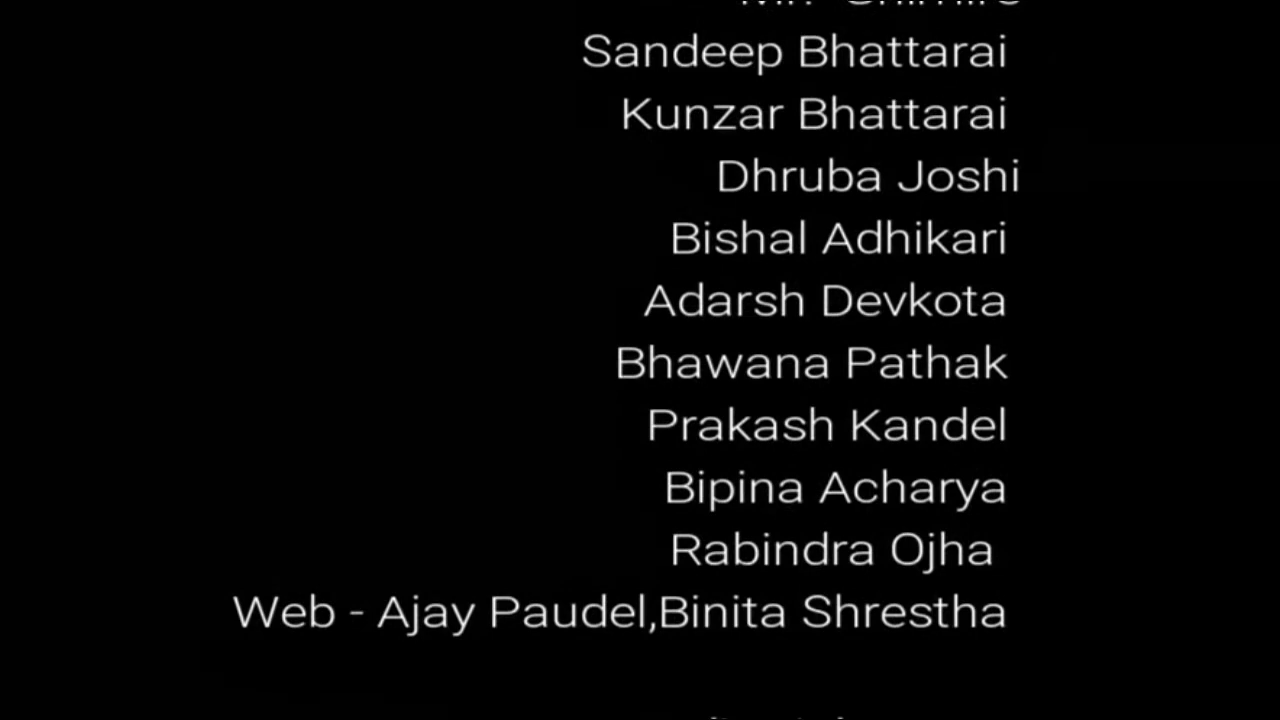 Sandeep Bhattarai
Kunzar Bhattarai
Dhruba Joshi
Bishal Adhikari
Adarsh Devkota
Bhawana Pathak
Prakash Kandel
Bipina Acharya
Rabindra Ojha
Web - Ajay Paudel,Binita Shrestha